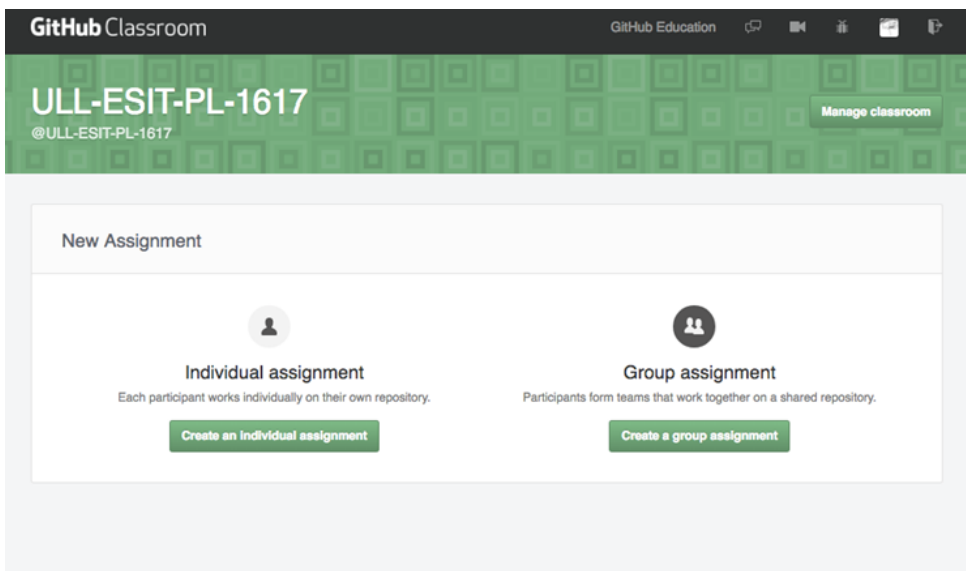 GitHub Classroom
GitHub Education
ULL-ESIT-PL-1617
@ULL-ESIT-PL-1617
Manage classroom
New Assignment
Individual assignment
Each participant works individually on their own repository.
Create an individual assignment
Group assignment
Participants form teams that work together on a shared repository.
Create a group assignment